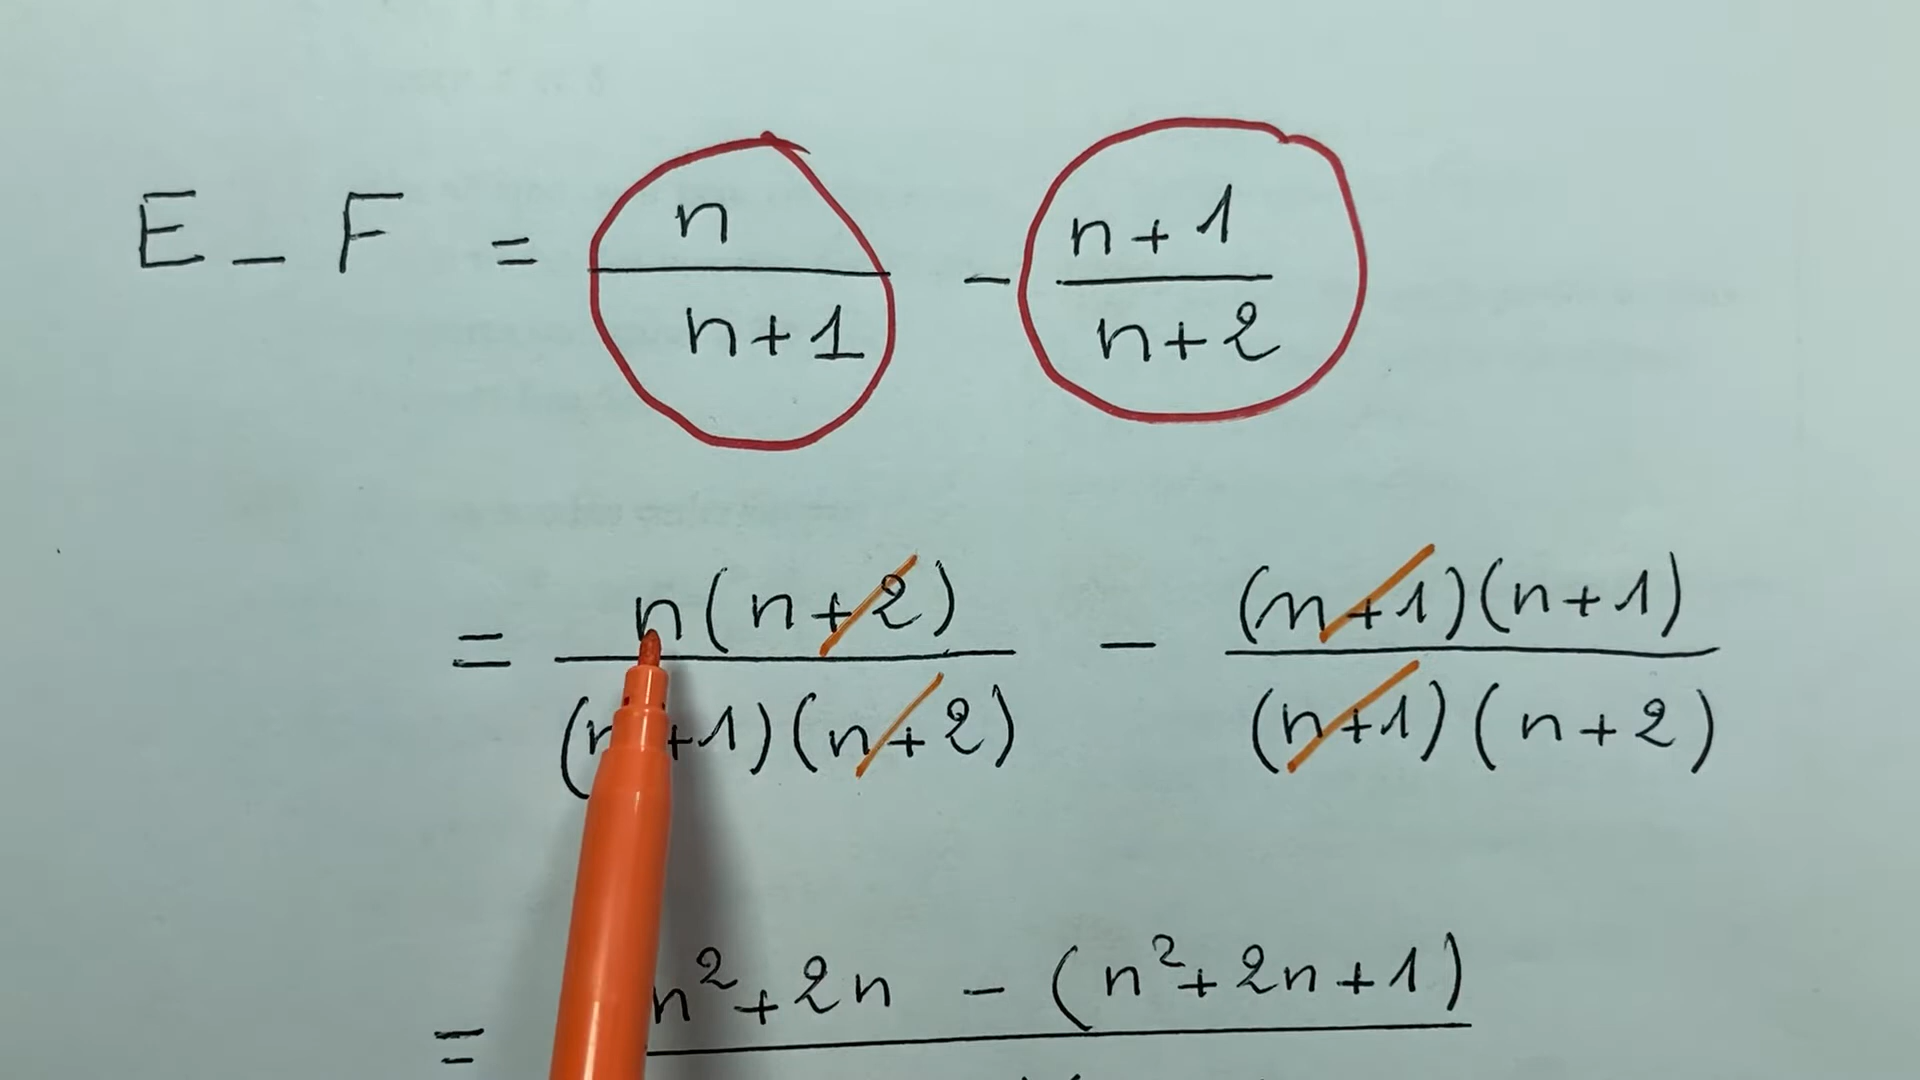 E - F = n / n+1 - n+1 / n+2
= n(n+2) / (n+1)(n+2) - (n+1)(n+1) / (n+1)(n+2)
= n²+2n - (n²+2n+1)